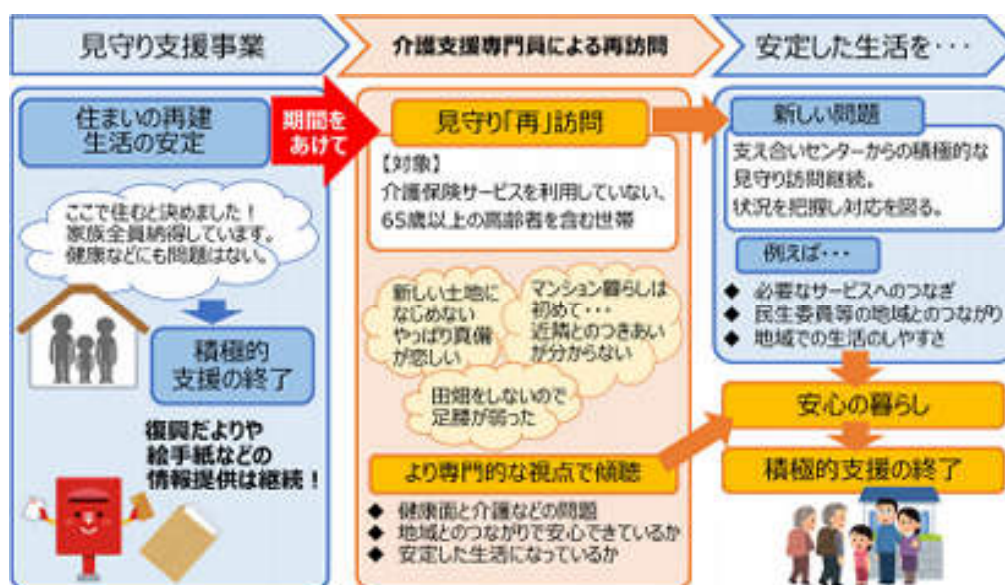 見守り支援事業
介護支援専門員による再訪問
安定した生活を・・・
住まいの再建
生活の安定
期間を
あけて
ここで住むと決めました！
家族全員納得しています。
健康などにも問題はない。
積極的
支援の終了
復興だよりや
絵手紙などの
情報提供は継続！
見守り「再」訪問
【対象】
介護保険サービスを利用していない、
65歳以上の高齢者を含む世帯
新しい土地に
なじめない
やっぱり真備
が恋しい
マンション暮らしは
初めて・・・
近隣とのつきあい
が分からない
田畑をしないので
足腰が弱った
より専門的な視点で傾聴
◆ 健康面と介護などの問題
◆ 地域とのつながりで安心できているか
◆ 安定した生活になっているか
新しい問題
支え合いセンターからの積極的な
見守り訪問継続。
状況を把握し対応を図る。
例えば・・・
◆ 必要なサービスへのつなぎ
◆ 民生委員等の地域とのつながり
◆ 地域での生活のしやすさ
安心の暮らし
積極的支援の終了